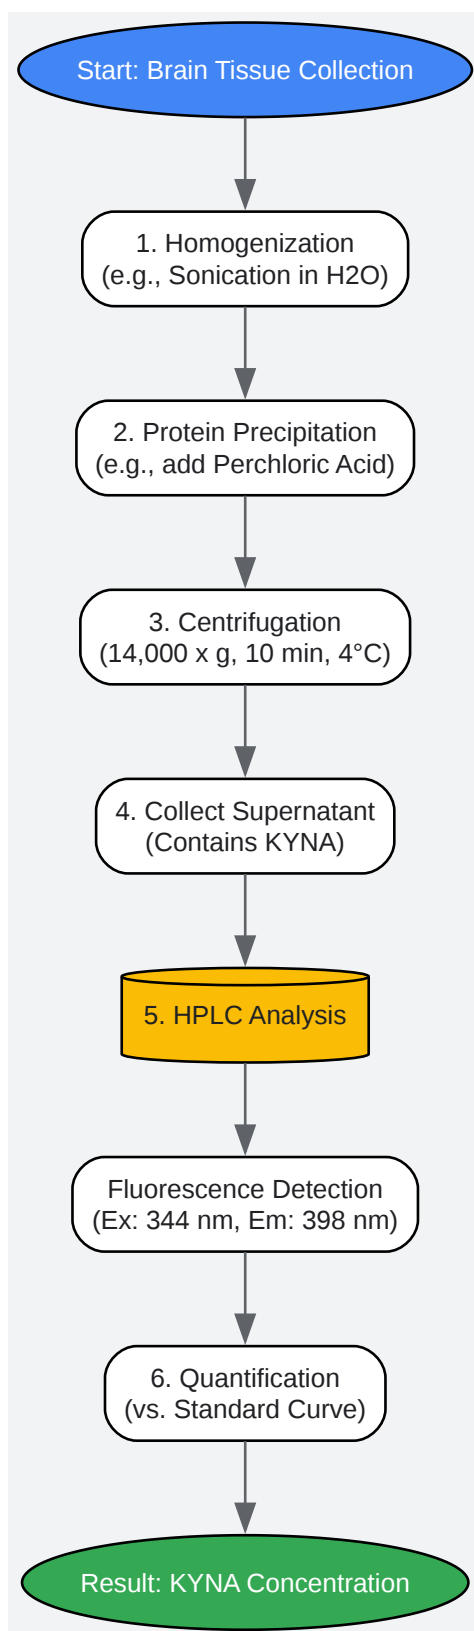 Start: Brain Tissue Collection
1. Homogenization
(e.g., Sonication in H2O)
2. Protein Precipitation
(e.g., add Perchloric Acid)
3. Centrifugation
(14,000 x g, 10 min, 4°C)
4. Collect Supernatant
(Contains KYNA)
5. HPLC Analysis
Fluorescence Detection
(Ex: 344 nm, Em: 398 nm)
6. Quantification
(vs. Standard Curve)
Result: KYNA Concentration